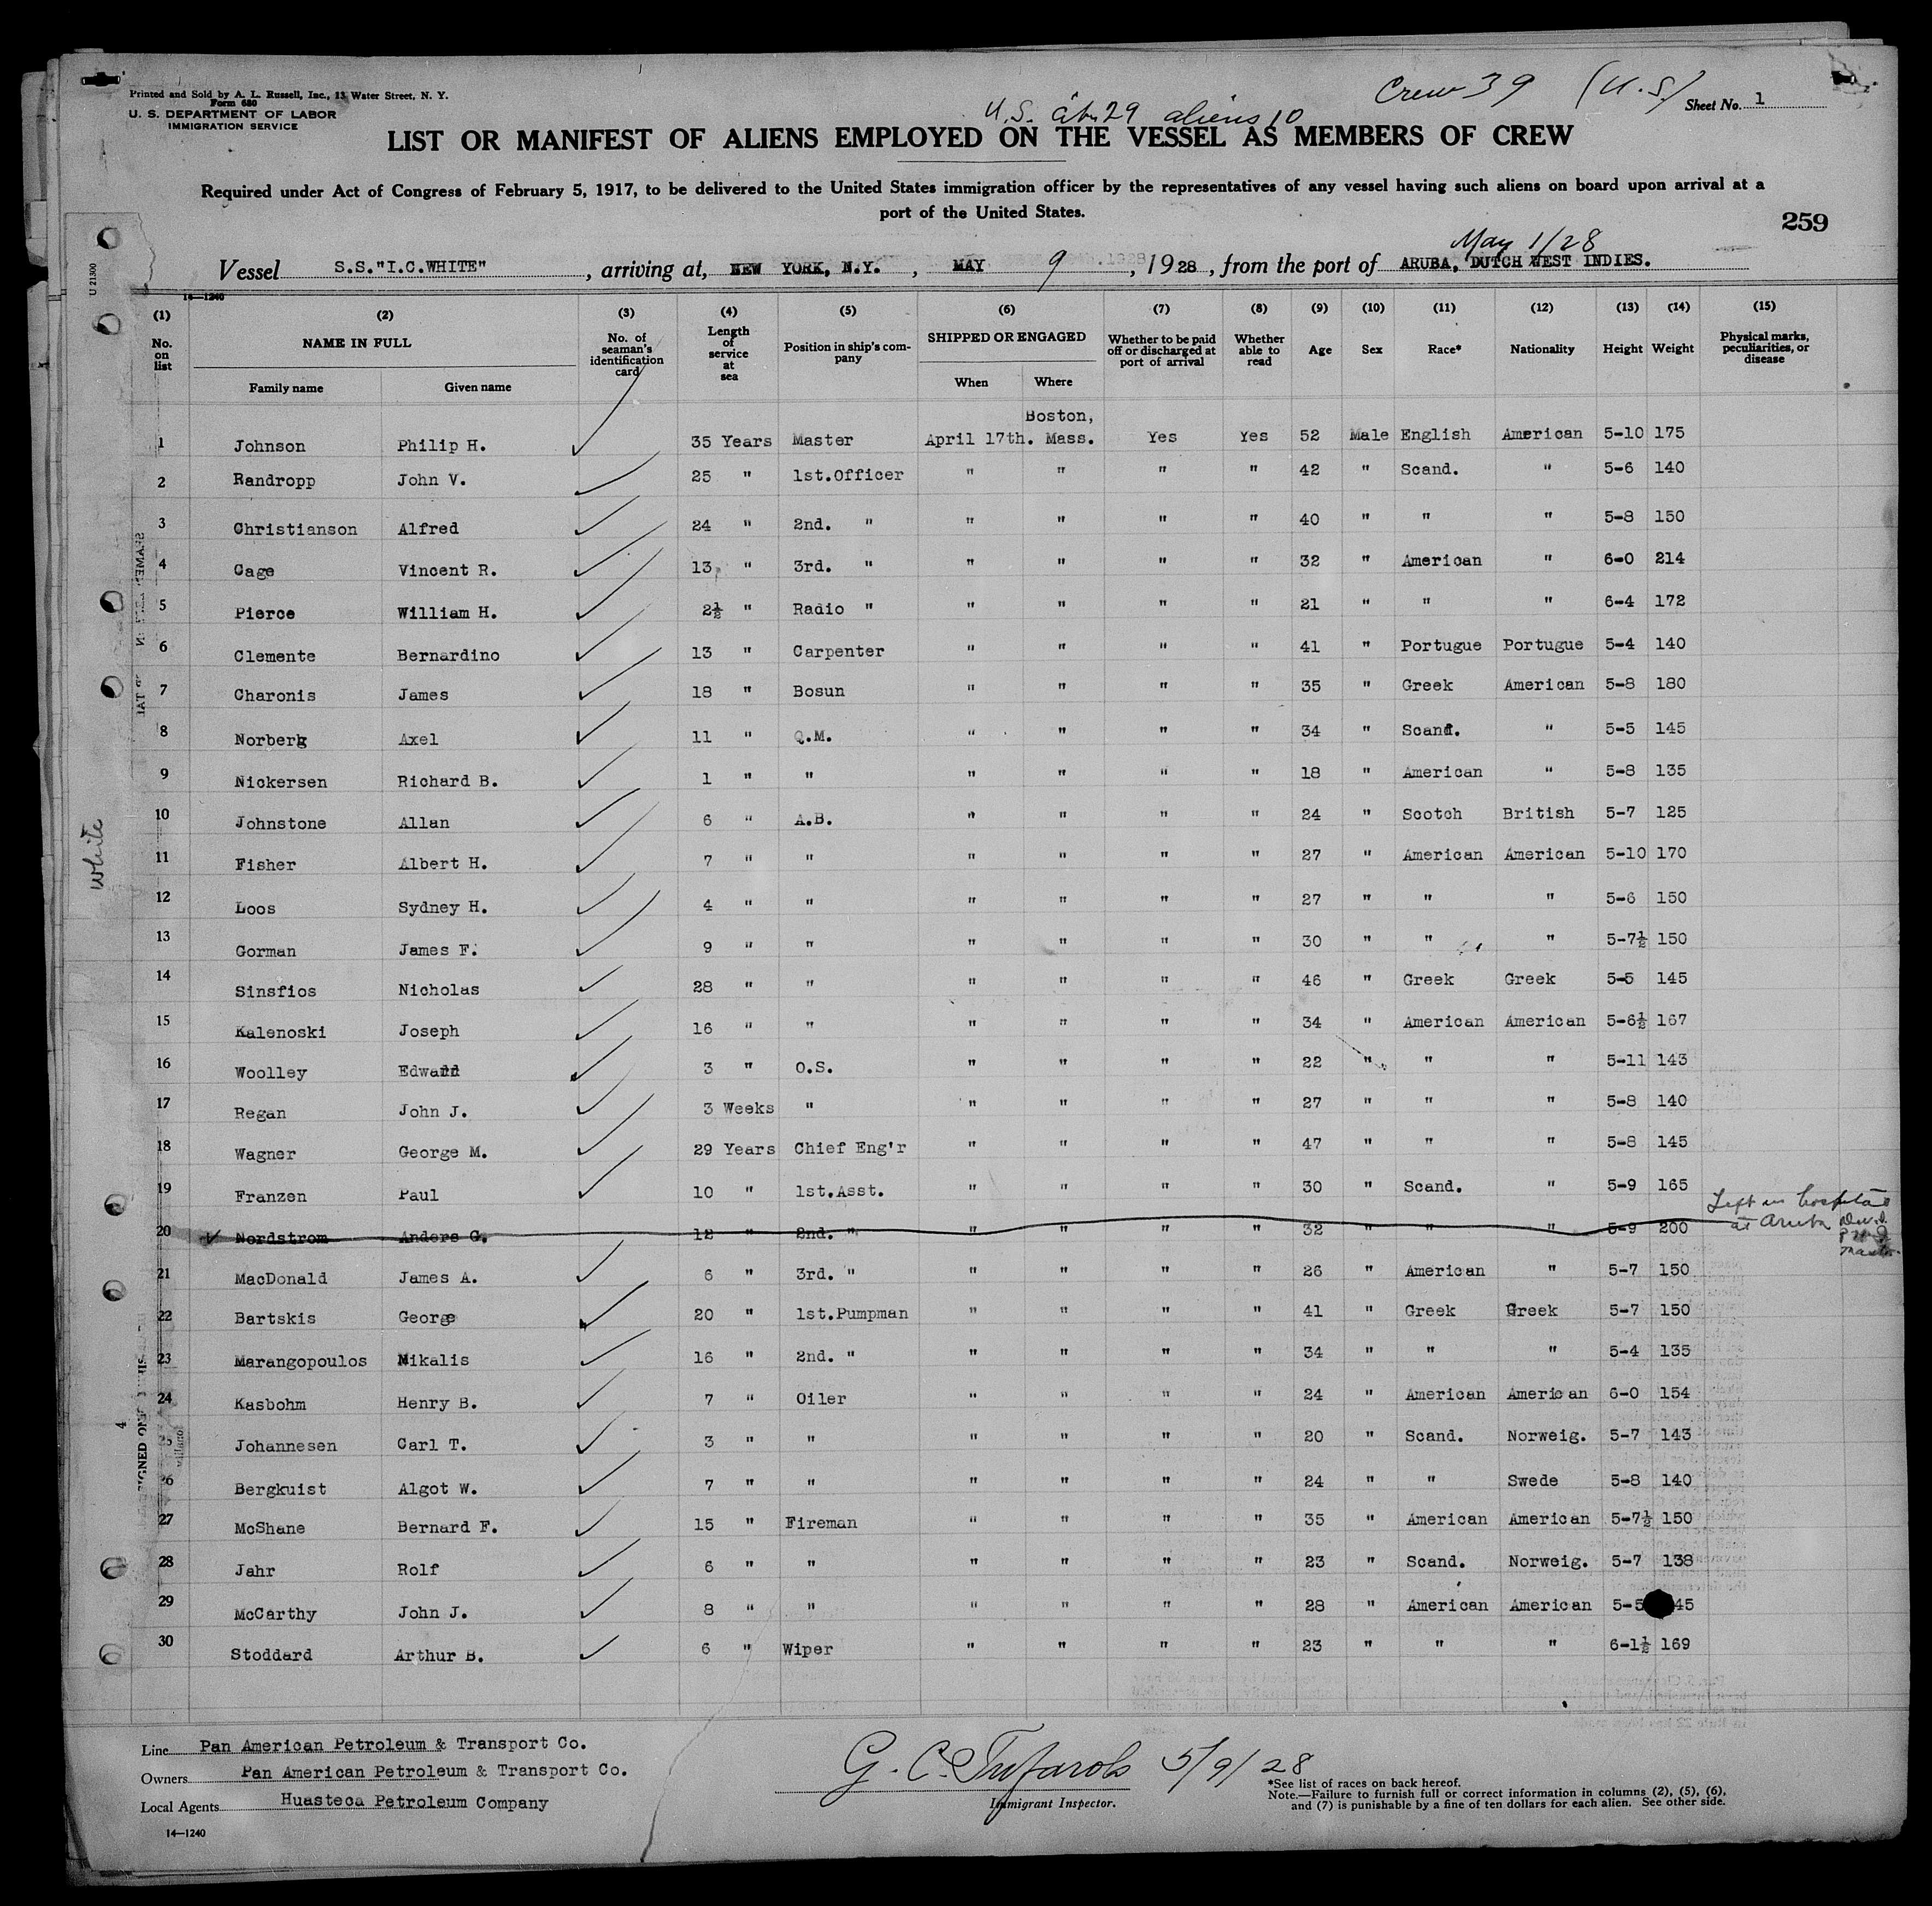 Printed and Sold by A. L. Russell, Inc., 13 Water Street, N. Y.
Form 680
U. S. DEPARTMENT OF LABOR
IMMIGRATION SERVICE
Crew 39 (U.S.)
Sheet No. 1
U.S. citn 29 aliens 10
LIST OR MANIFEST OF ALIENS EMPLOYED ON THE VESSEL AS MEMBERS OF CREW
Required under Act of Congress of February 5, 1917, to be delivered to the United States immigration officer by the representatives of any vessel having such aliens on board upon arrival at a
port of the United States.
259
May 1/28
Vessel S.S."I.C.WHITE", arriving at, NEW YORK, N.Y., MAY 9, 1928, from the port of ARUBA, DUTCH WEST INDIES.
U 21300
14—1240
(1) (2) (3) (4) (5) (6) (7) (8) (9) (10) (11) (12) (13) (14) (15)
No. on list NAME IN FULL Family name Given name No. of seaman's identification card Length of service at sea Position in ship's company SHIPPED OR ENGAGED When Where Whether to be paid off or discharged at port of arrival Whether able to read Age Sex Race* Nationality Height Weight Physical marks, peculiarities, or disease
1 Johnson Philip H. 35 Years Master April 17th. Boston, Mass. Yes Yes 52 Male English American 5-10 175
2 Randropp John V. 25 " 1st.Officer " " " " 42 " Scand. " 5-6 140
3 Christianson Alfred 24 " 2nd. " " " " " 40 " " " 5-8 150
4 Gage Vincent R. 13 " 3rd. " " " " " 32 " American " 6-0 214
5 Pierce William H. 2½ " Radio " " " " " 21 " " " 6-4 172
6 Clemente Bernardino 13 " Carpenter " " " " 41 " Portugue Portugue 5-4 140
7 Charonis James 18 " Bosun " " " " 35 " Greek American 5-8 180
8 Norberg Axel 11 " Q.M. " " " " 34 " Scand. " 5-5 145
9 Nickersen Richard B. 1 " " " " " " 18 " American " 5-8 135
10 Johnstone Allan 6 " A.B. " " " " 24 " Scotch British 5-7 125
11 Fisher Albert H. 7 " " " " " " 27 " American American 5-10 170
12 Loos Sydney H. 4 " " " " " " 27 " " " 5-6 150
13 Gorman James F. 9 " " " " " " 30 " " " 5-7½ 150
14 Sinsfios Nicholas 28 " " " " " " 46 " Greek Greek 5-5 145
15 Kalenoski Joseph 16 " " " " " " 34 " American American 5-6½ 167
16 Woolley Edward 3 " O.S. " " " " 22 " " " 5-11 143
17 Regan John J. 3 Weeks " " " " " 27 " " " 5-8 140
18 Wagner George M. 29 Years Chief Eng'r " " " " 47 " " " 5-8 145
19 Franzen Paul 10 " 1st.Asst. " " " " 30 " Scand. " 5-9 165
20 Nordstrom Anders G. 12 " 2nd. " " " " " 32 " " " 5-9 200 Left in hospital at Aruba
21 MacDonald James A. 6 " 3rd. " " " " " 26 " American " 5-7 150
22 Bartskis George 20 " 1st.Pumpman " " " " 41 " Greek Greek 5-7 150
23 Marangopoulos Nikalis 16 " 2nd. " " " " " 34 " " " 5-4 135
24 Kasbohm Henry B. 7 " Oiler " " " " 24 " American American 6-0 154
25 Johannesen Carl T. 3 " " " " " " 20 " Scand. Norweig. 5-7 143
26 Bergkuist Algot W. 7 " " " " " " 24 " " Swede 5-8 140
27 McShane Bernard F. 15 " Fireman " " " " 35 " American American 5-7½ 150
28 Jahr Rolf 6 " " " " " " 23 " Scand. Norweig. 5-7 138
29 McCarthy John J. 8 " " " " " " 28 " American American 5-5 45
30 Stoddard Arthur B. 6 " Wiper " " " " 23 " " " 6-1½ 169
White
4
Line Pan American Petroleum & Transport Co.
Owners Pan American Petroleum & Transport Co.
Local Agents Huasteca Petroleum Company
14—1240
5/9/28
Immigrant Inspector.
*See list of races on back hereof.
Note.—Failure to furnish full or correct information in columns (2), (5), (6),
and (7) is punishable by a fine of ten dollars for each alien. See other side.